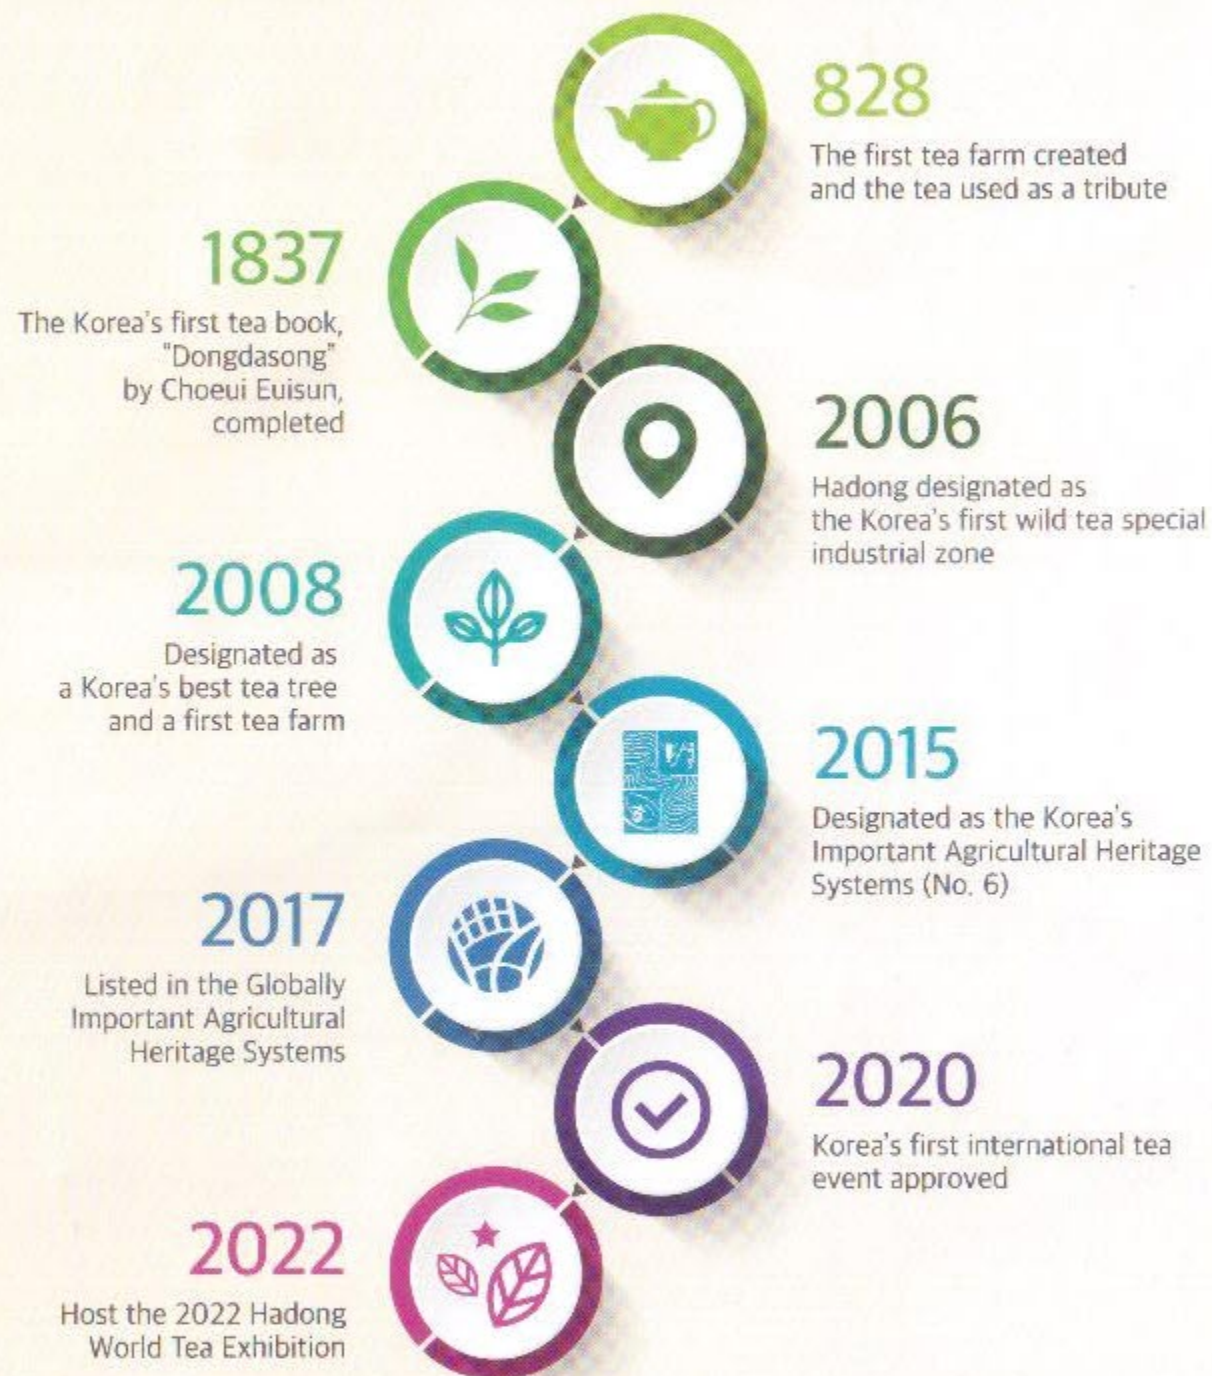 828
The first tea farm created
and the tea used as a tribute
1837
The Korea's first tea book,
"Dongdasong"
by Choeui Euisun,
completed
2006
Hadong designated as
the Korea's first wild tea special
industrial zone
2008
Designated as
a Korea's best tea tree
and a first tea farm
2015
Designated as the Korea's
Important Agricultural Heritage
Systems (No. 6)
2017
Listed in the Globally
Important Agricultural
Heritage Systems
2020
Korea's first international tea
event approved
2022
Host the 2022 Hadong
World Tea Exhibition